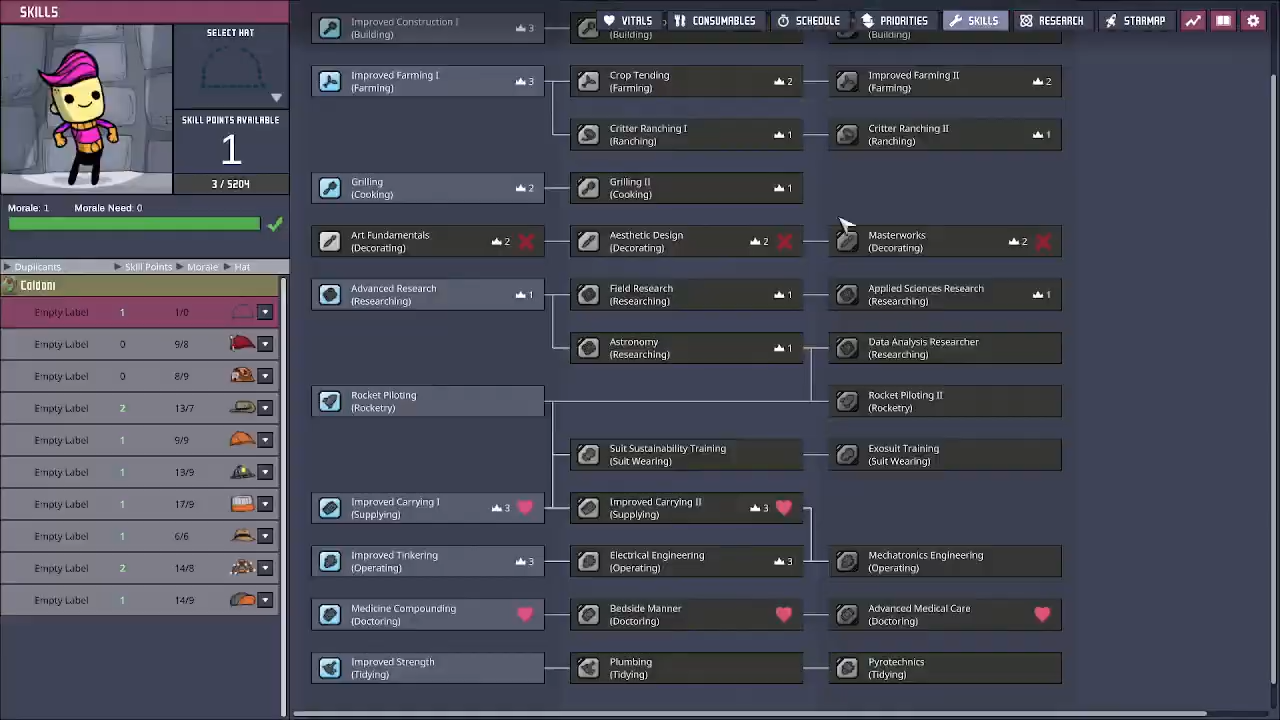 SKILLS
VITALS
CONSUMABLES
SCHEDULE
PRIORITIES
SKILLS
RESEARCH
STARMAP
SELECT HAT
SKILL POINTS AVAILABLE
1
3 / 5204
Morale: 1 Morale Need: 0
Duplicants Skill Points Morale Hat
Coldoni
Empty Label 1 1/0
Empty Label 0 9/8
Empty Label 0 8/9
Empty Label 2 13/7
Empty Label 1 9/9
Empty Label 1 13/9
Empty Label 1 17/9
Empty Label 1 6/6
Empty Label 2 14/8
Empty Label 1 14/9
Improved Construction I 3
(Building)
(Building)
(Building)
Improved Farming I 3
(Farming)
Crop Tending 2
(Farming)
Improved Farming II 2
(Farming)
Critter Ranching I 1
(Ranching)
Critter Ranching II 1
(Ranching)
Grilling 2
(Cooking)
Grilling II 1
(Cooking)
Art Fundamentals 2
(Decorating)
Aesthetic Design 2
(Decorating)
Masterworks 2
(Decorating)
Advanced Research 1
(Researching)
Field Research 1
(Researching)
Applied Sciences Research 1
(Researching)
Astronomy 1
(Researching)
Data Analysis Researcher
(Researching)
Rocket Piloting
(Rocketry)
Rocket Piloting II
(Rocketry)
Suit Sustainability Training
(Suit Wearing)
Exosuit Training
(Suit Wearing)
Improved Carrying I 3
(Supplying)
Improved Carrying II 3
(Supplying)
Improved Tinkering 3
(Operating)
Electrical Engineering 3
(Operating)
Mechatronics Engineering
(Operating)
Medicine Compounding
(Doctoring)
Bedside Manner
(Doctoring)
Advanced Medical Care
(Doctoring)
Improved Strength
(Tidying)
Plumbing
(Tidying)
Pyrotechnics
(Tidying)